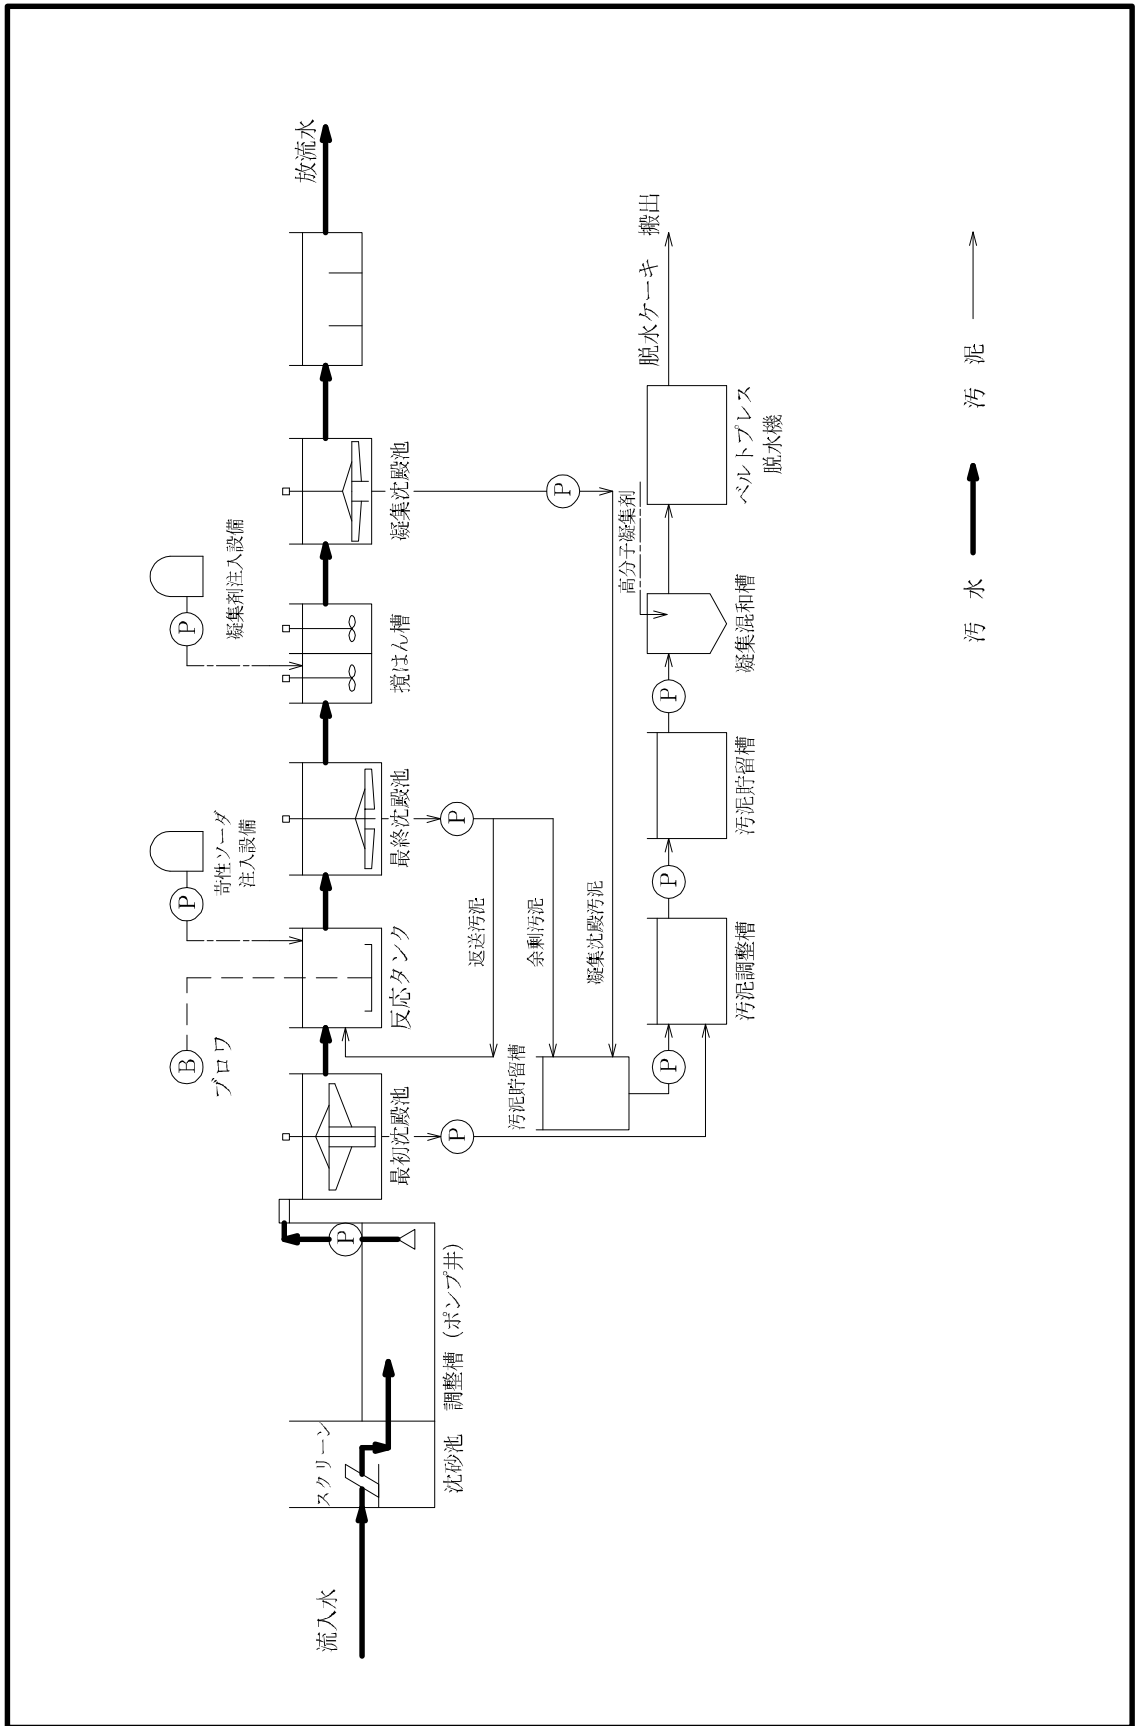 流入水
スクリーン
沈砂池
調整槽 (ポンプ井)
P
最初沈殿池
P
B
ブロワ
反応タンク
P
苛性ソーダ
注入設備
最終沈殿池
P
返送汚泥
余剰汚泥
P
凝集剤注入設備
撹はん槽
凝集沈殿池
P
凝集沈殿汚泥
放流水
汚泥貯留槽
P
汚泥調整槽
P
汚泥貯留槽
P
高分子凝集剤
凝集混和槽
ベルトプレス
脱水機
脱水ケーキ 搬出
汚 水
汚 泥